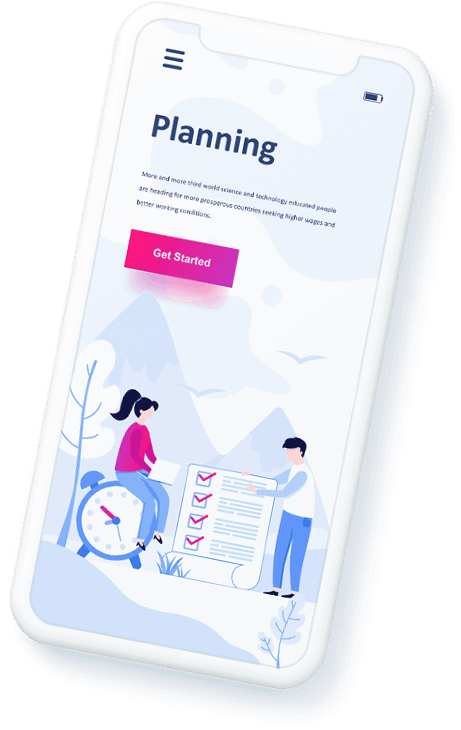 Planning
More and more third world science and technology educated people
are heading for more prosperous countries seeking higher wages and
better working conditions.
Get Started